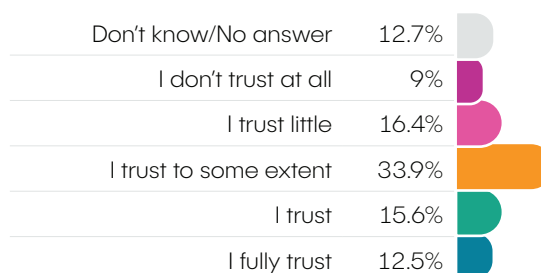 Don't know/No answer 12.7%
I don't trust at all 9%
I trust little 16.4%
I trust to some extent 33.9%
I trust 15.6%
I fully trust 12.5%